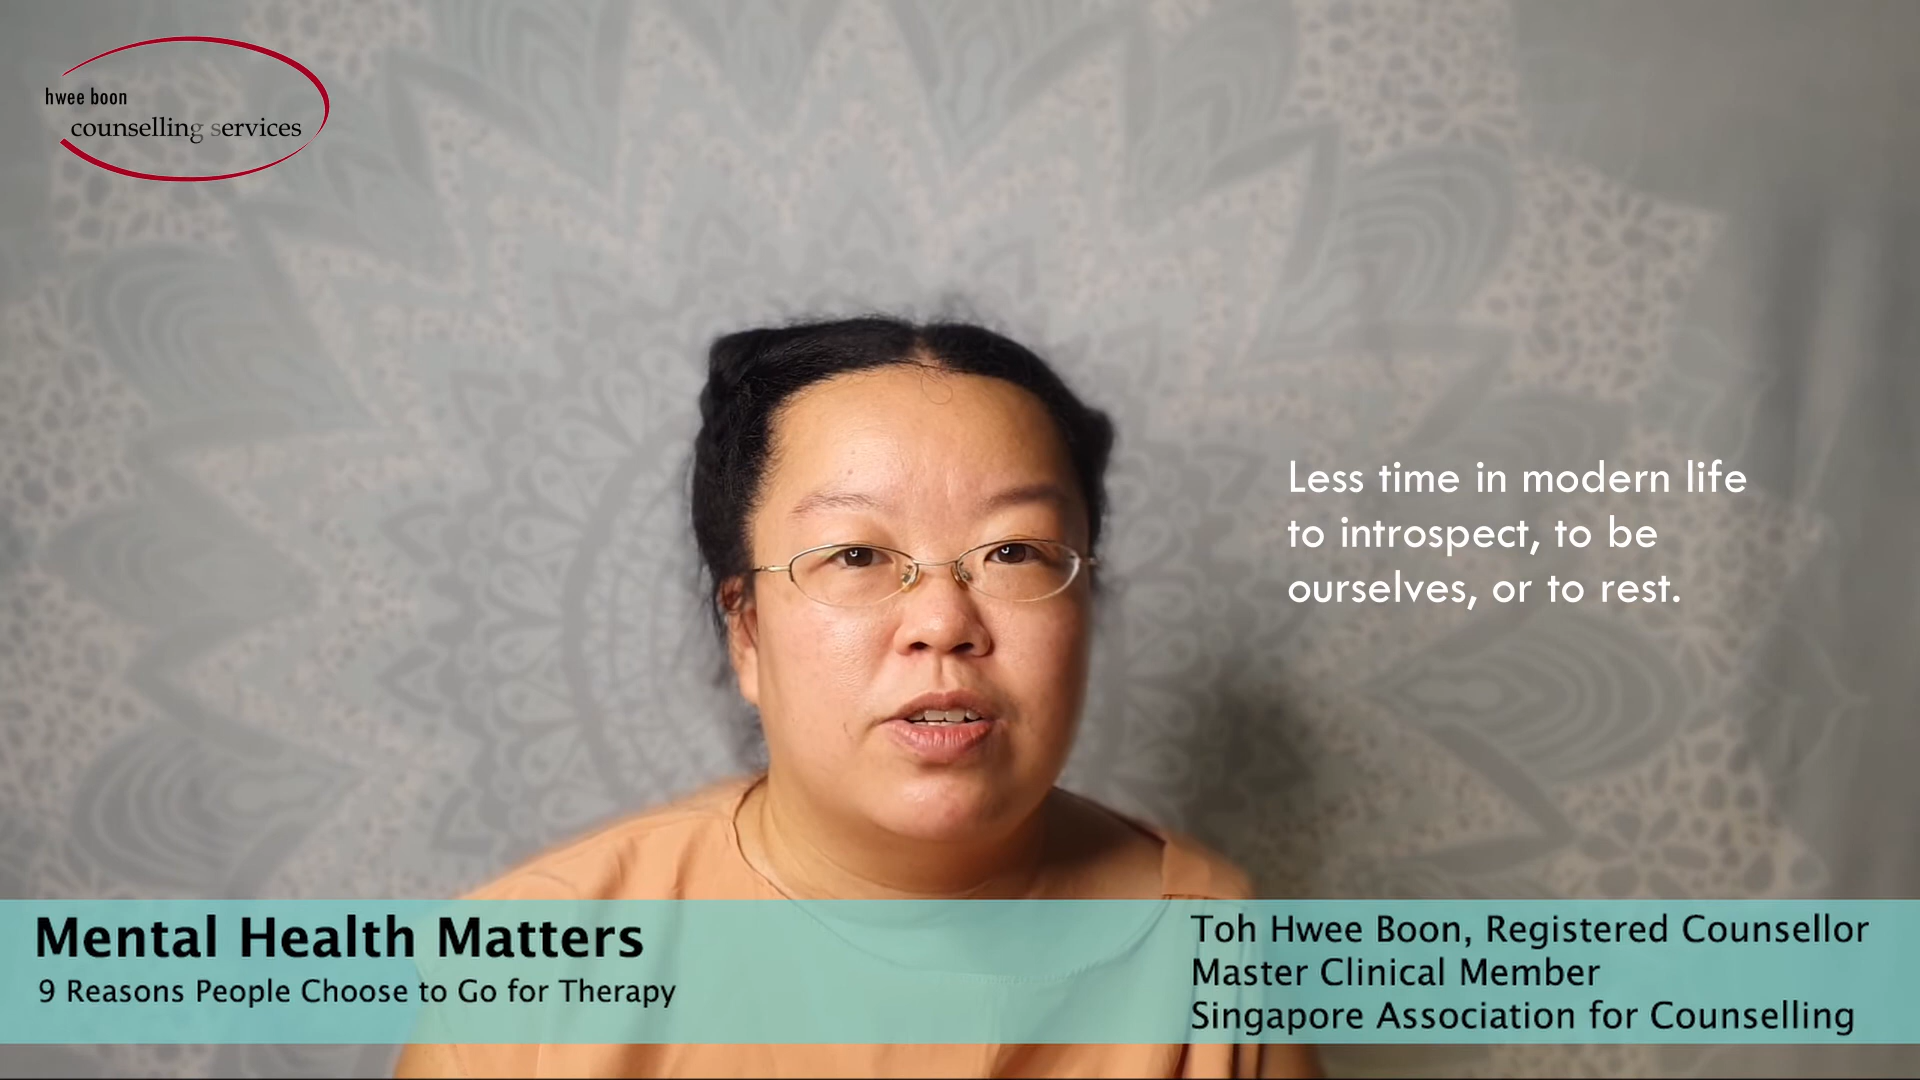 hwee boon
counselling services
Less time in modern life
to introspect, to be
ourselves, or to rest.
Mental Health Matters
9 Reasons People Choose to Go for Therapy
Toh Hwee Boon, Registered Counsellor
Master Clinical Member
Singapore Association for Counselling